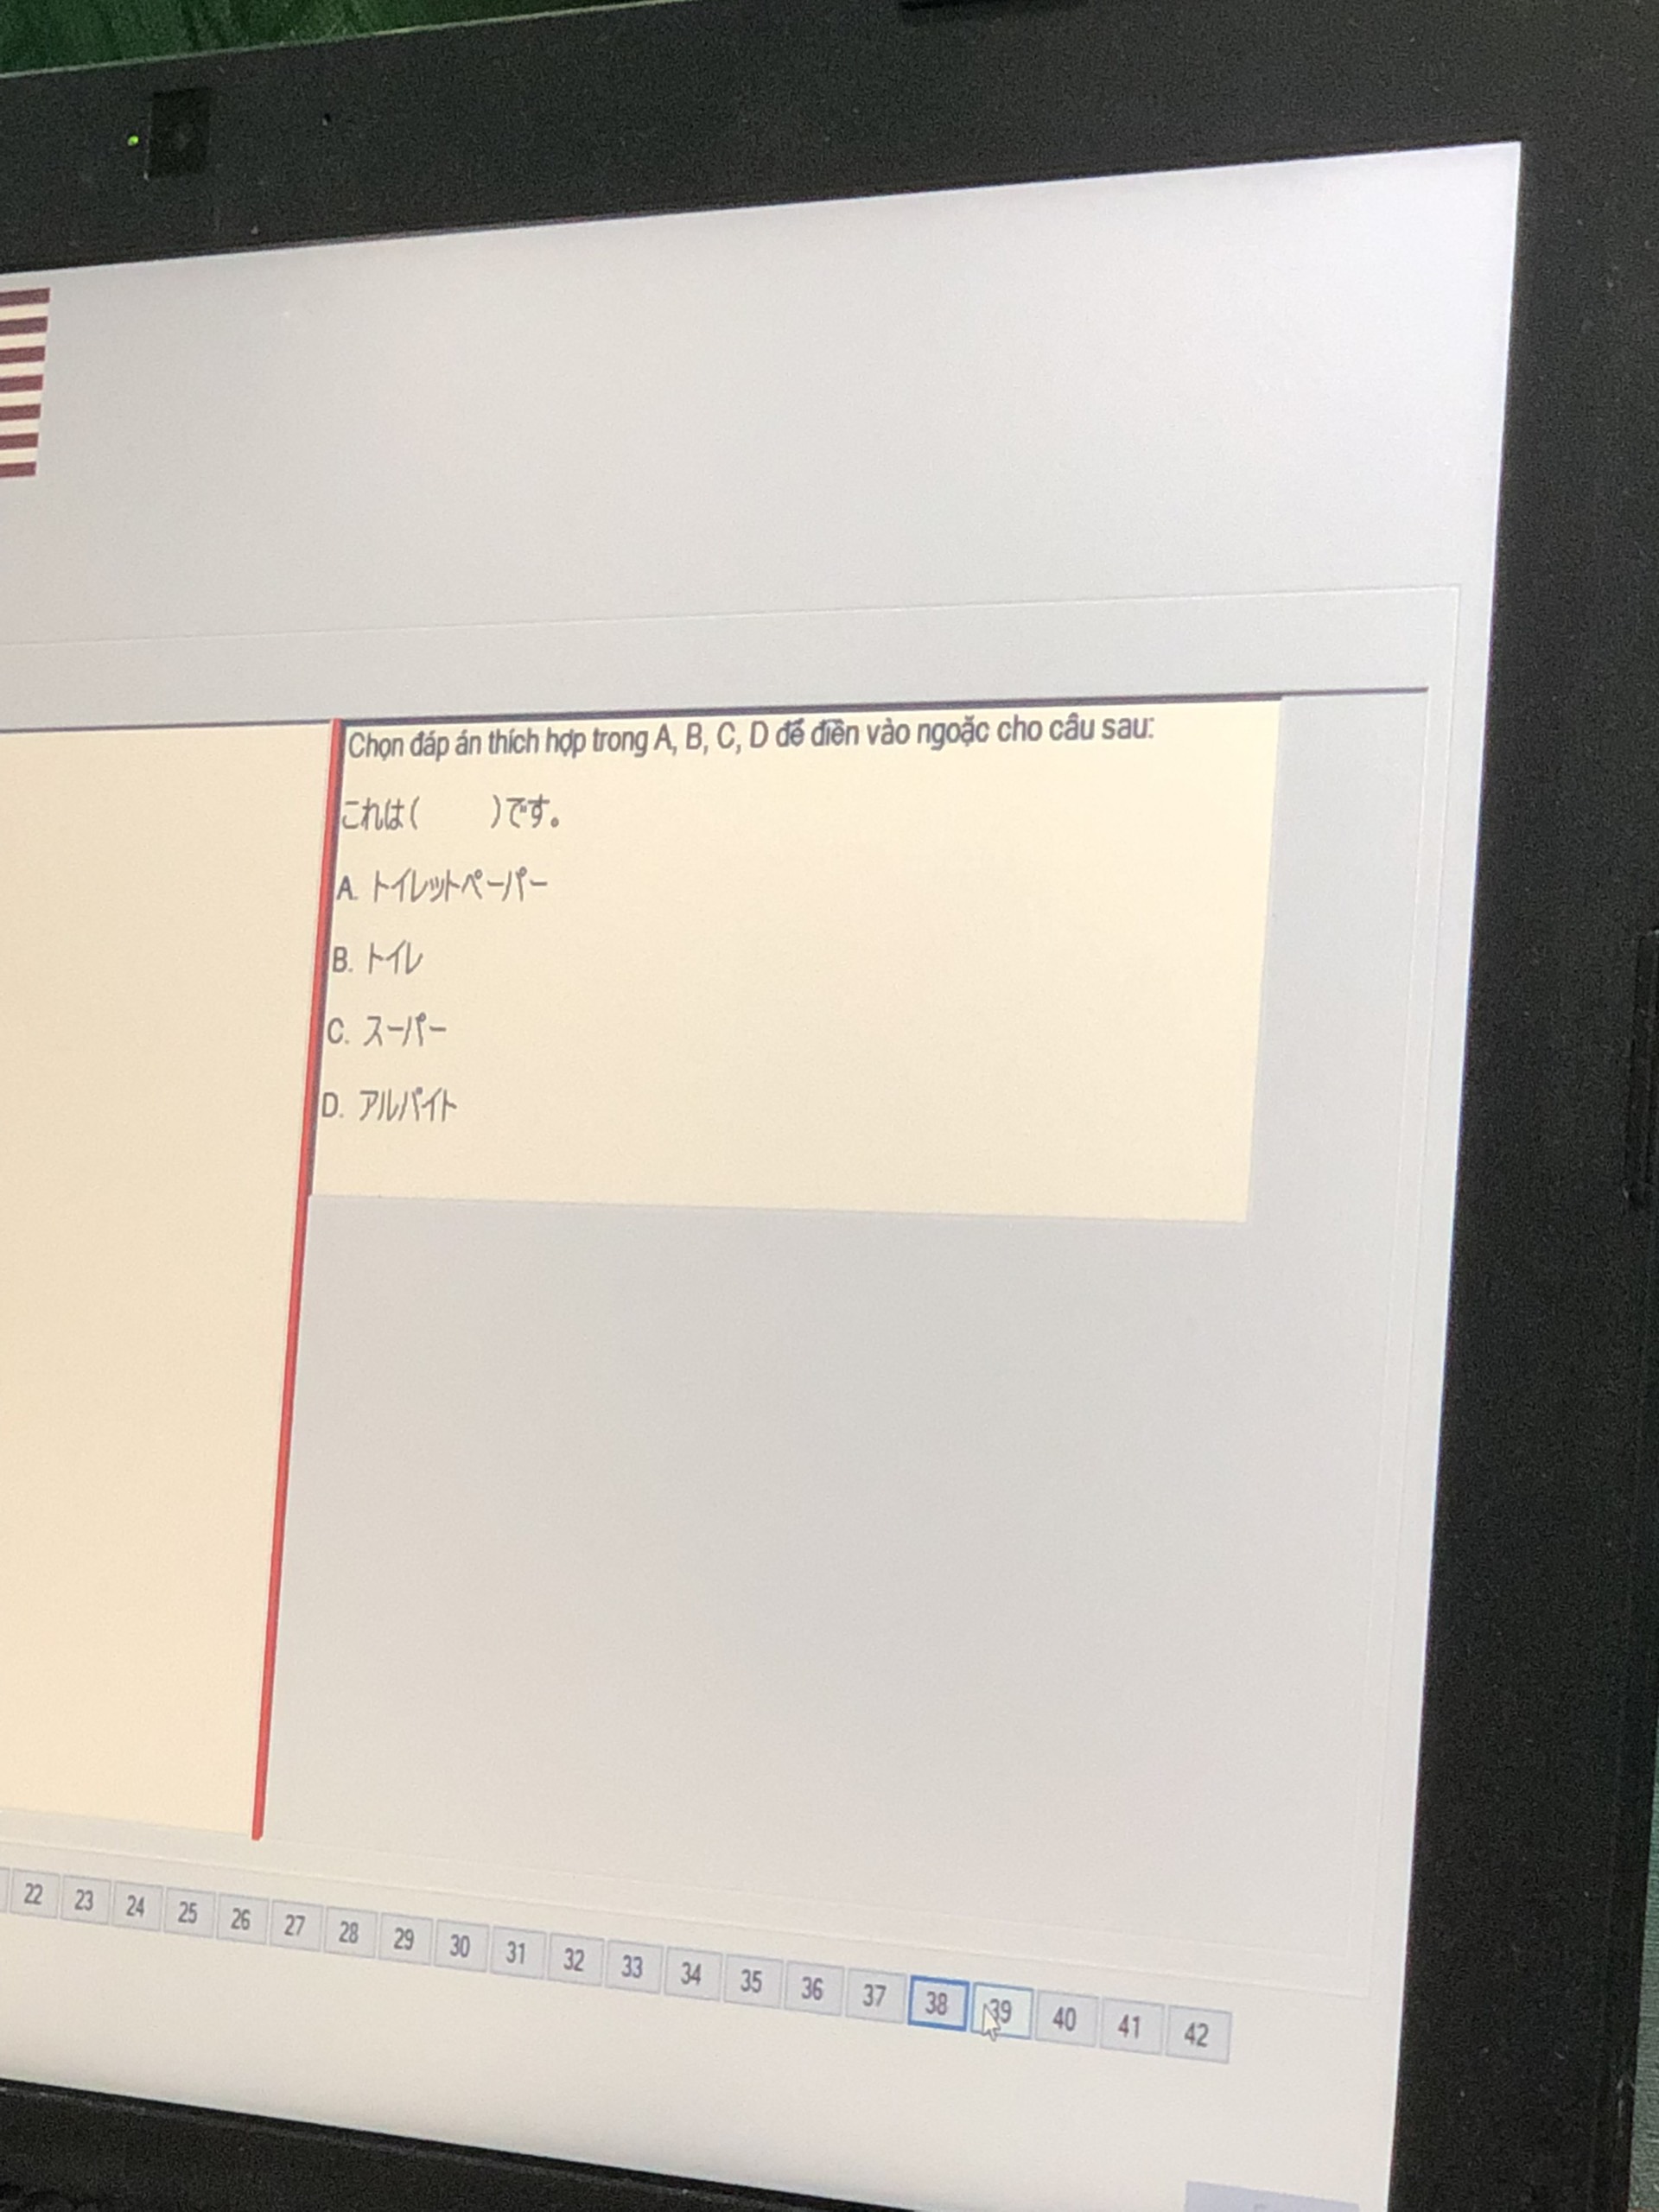 Chọn đáp án thích hợp trong A, B, C, D để điền vào ngoặc cho câu sau:
これは( )です。
A. トイレットペーパー
B. トイレ
C. スーパー
D. アルバイト
22 23 24 25 26 27 28 29 30 31 32 33 34 35 36 37 38 39 40 41 42